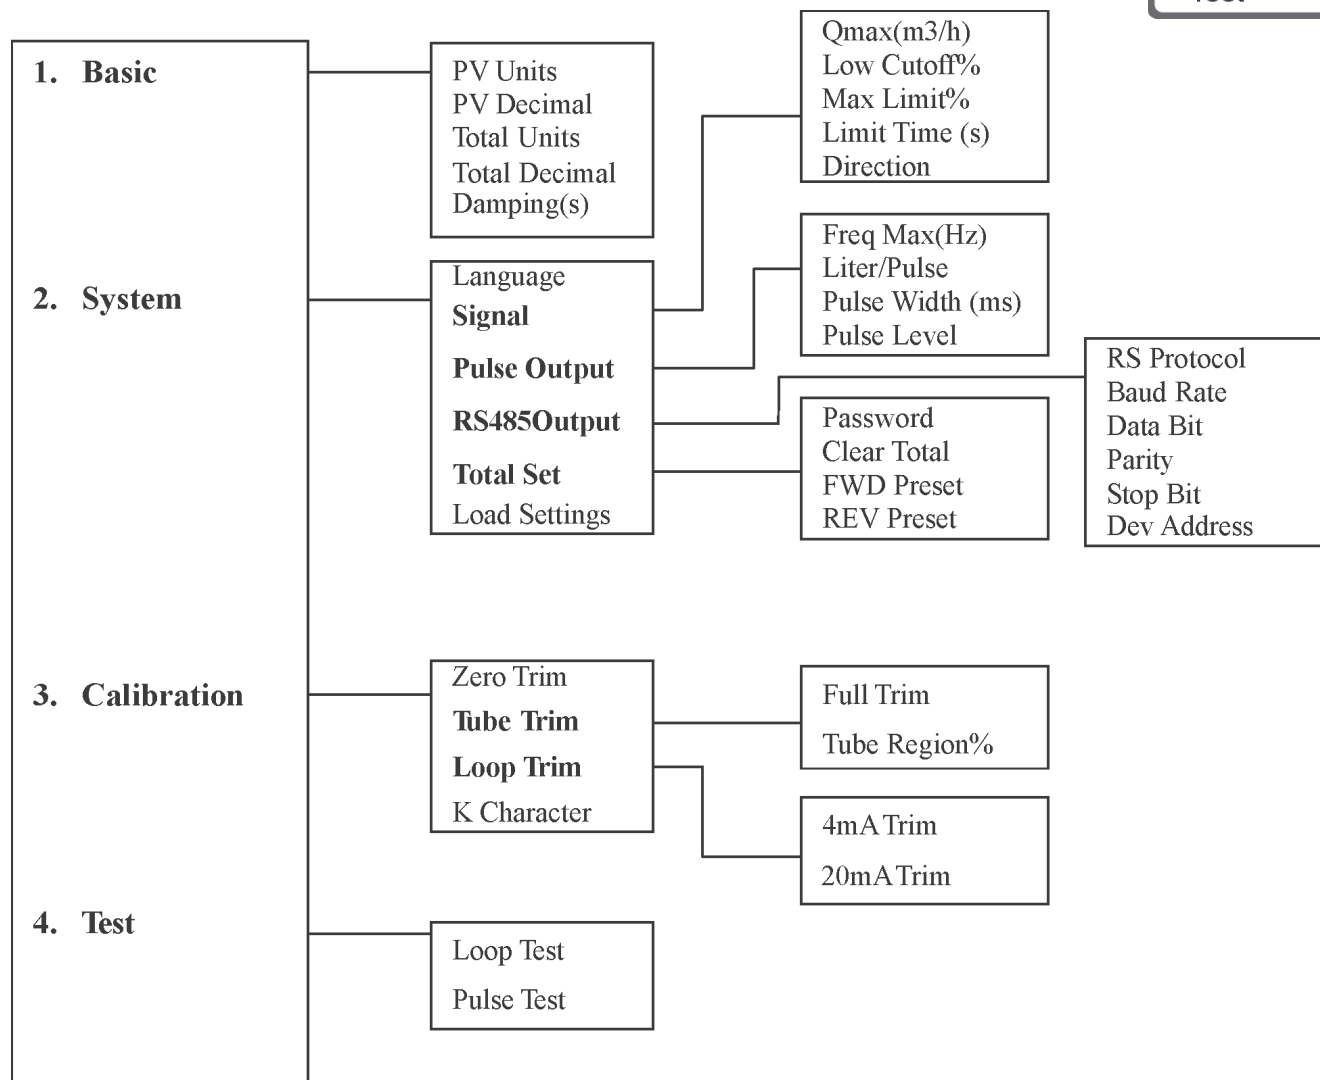 Test
1. Basic
PV Units
PV Decimal
Total Units
Total Decimal
Damping(s)
Qmax(m3/h)
Low Cutoff%
Max Limit%
Limit Time (s)
Direction
2. System
Language
Signal
Pulse Output
RS485Output
Total Set
Load Settings
Freq Max(Hz)
Liter/Pulse
Pulse Width (ms)
Pulse Level
RS Protocol
Baud Rate
Data Bit
Parity
Stop Bit
Dev Address
Password
Clear Total
FWD Preset
REV Preset
3. Calibration
Zero Trim
Tube Trim
Loop Trim
K Character
Full Trim
Tube Region%
4mA Trim
20mA Trim
4. Test
Loop Test
Pulse Test